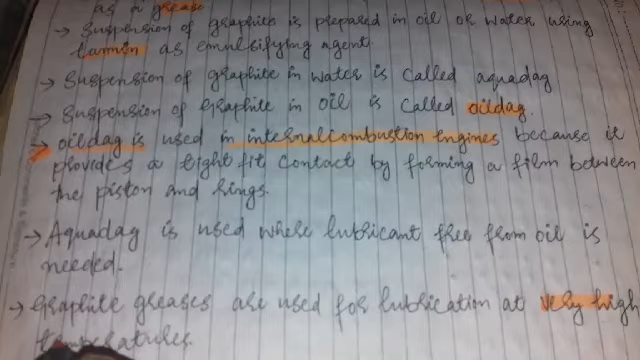 as a grease
→ Suspension of graphite is prepared in oil or water using
tannin as emulsifying agent.
→ Suspension of graphite in water is called aquadag
→ Suspension of graphite in oil is called oildag.
→ oildag is used in internal combustion engines because it
provides a tight fit contact by forming a film between
the piston and rings.
→ Aquadag is used where lubricant free from oil is
needed.
→ Graphite greases are used for lubrication at very high
temperatures.